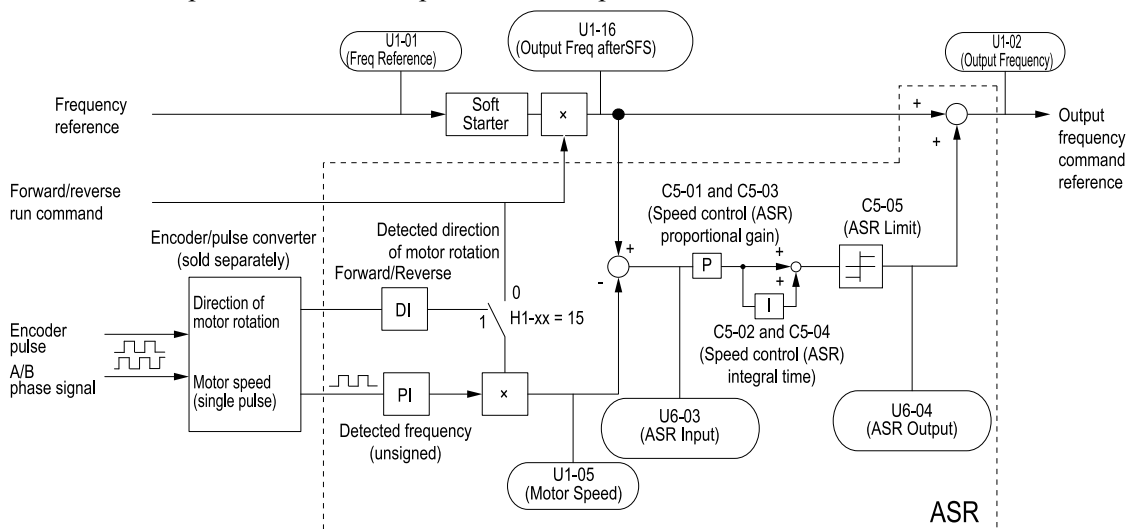 U1-01
(Freq Reference)
U1-16
(Output Freq afterSFS)
U1-02
(Output Frequency)
Frequency
reference
Soft
Starter
×
+
+
Output
frequency
command
reference
Forward/reverse
run command
C5-01 and C5-03
(Speed control (ASR)
proportional gain)
C5-05
(ASR Limit)
Detected direction
of motor rotation
Encoder/pulse converter
(sold separately)
Forward/Reverse
+
-
P
+
+
I
Direction of
motor rotation
DI
0
1
H1-xx = 15
C5-02 and C5-04
(Speed control (ASR)
integral time)
Encoder
pulse
A/B
phase signal
Motor speed
(single pulse)
PI
×
Detected frequency
(unsigned)
U6-03
(ASR Input)
U6-04
(ASR Output)
U1-05
(Motor Speed)
ASR